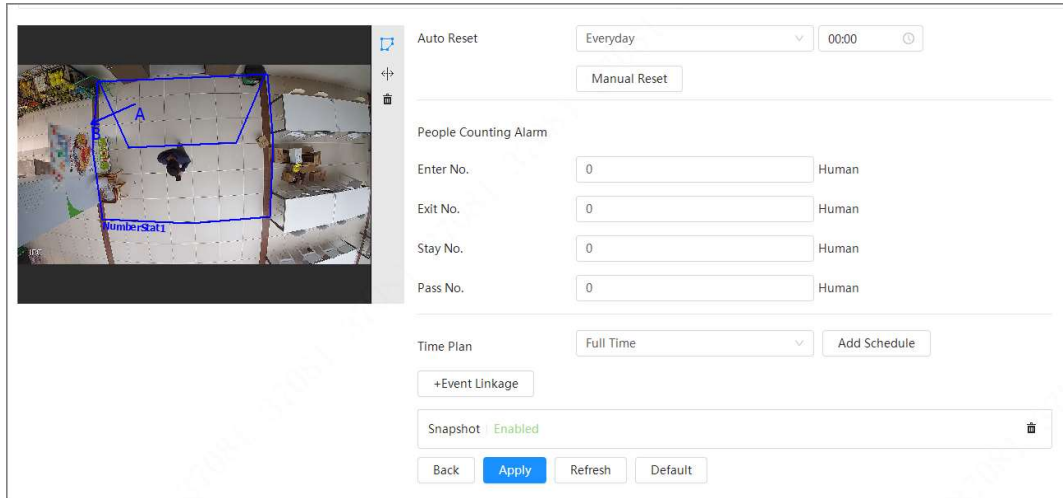 Auto Reset
Everyday
00:00
Manual Reset
A
B
NumberStat1
IPC
People Counting Alarm
Enter No.
0
Human
Exit No.
0
Human
Stay No.
0
Human
Pass No.
0
Human
Time Plan
Full Time
Add Schedule
+Event Linkage
Snapshot Enabled
Back
Apply
Refresh
Default